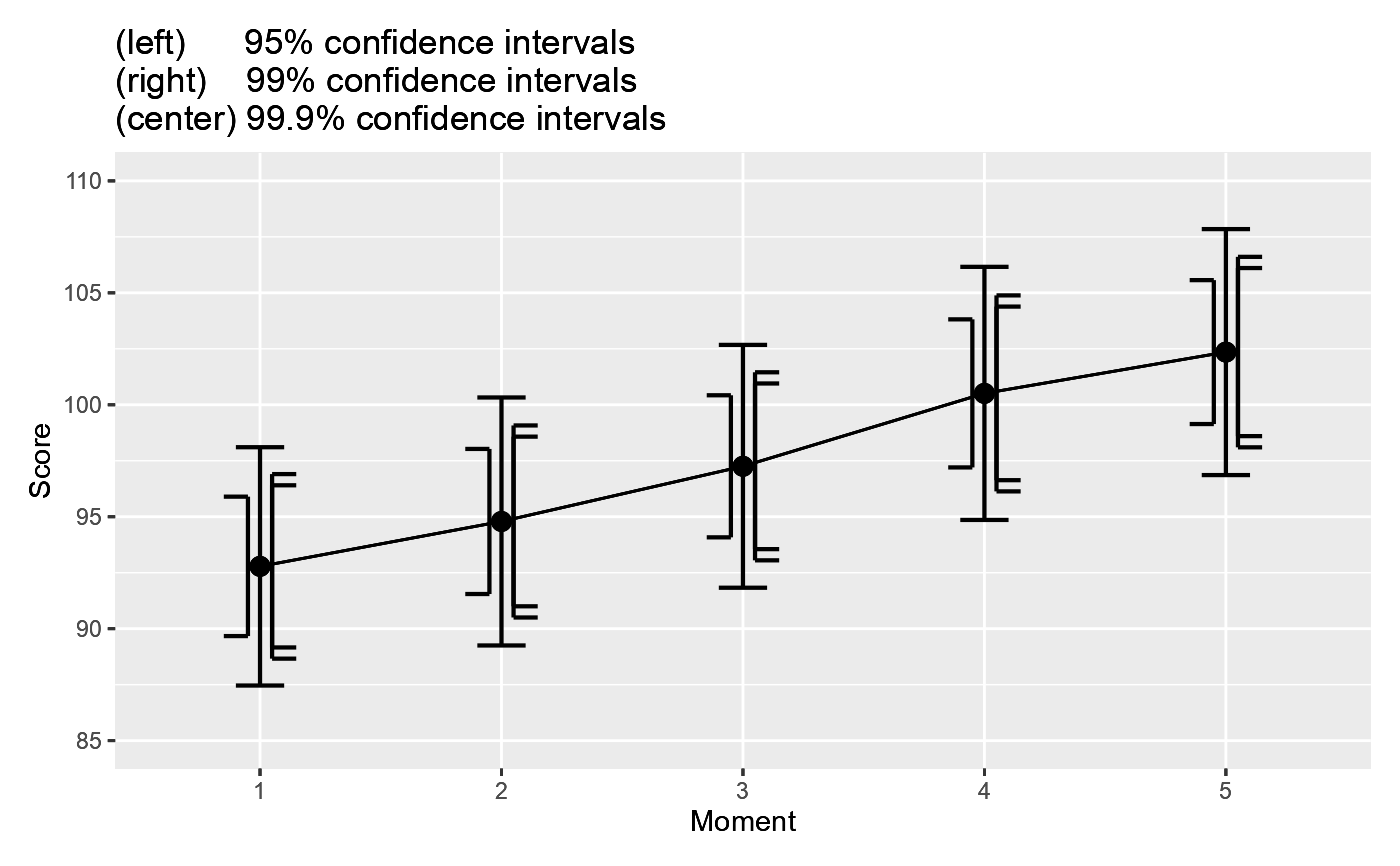 (left) 95% confidence intervals
(right) 99% confidence intervals
(center) 99.9% confidence intervals
110
105
100
95
90
85
Score
1 2 3 4 5
Moment